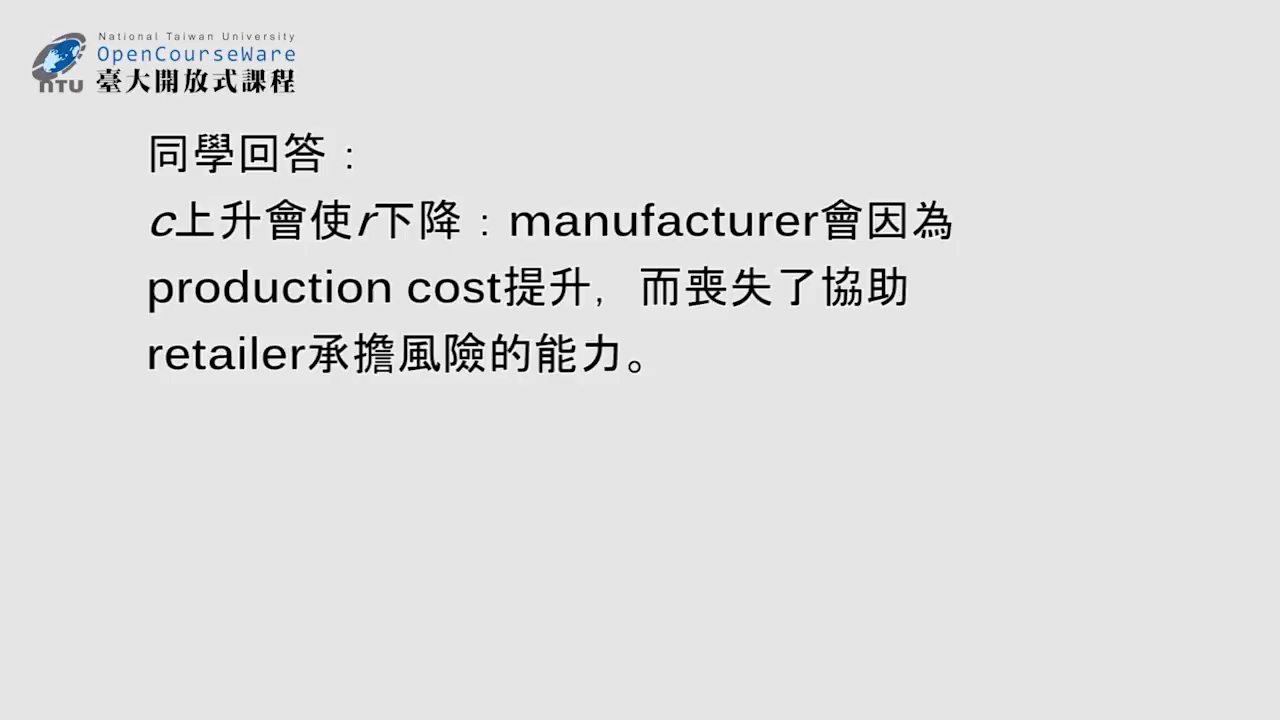 National Taiwan University
OpenCourseWare
NTU 臺大開放式課程
同學回答：
c上升會使r下降：manufacturer會因為
production cost提升，而喪失了協助
retailer承擔風險的能力。